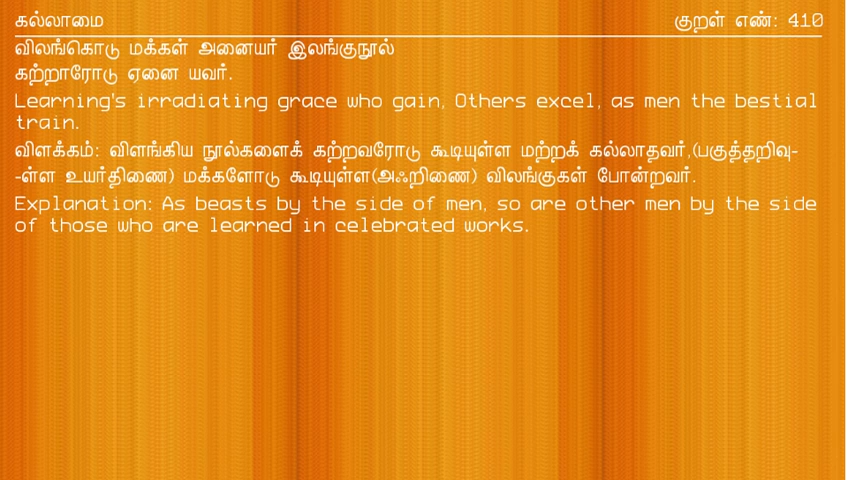 கல்லாமை குறள் எண்: 410
விலங்கொடு மக்கள் அனையர் இலங்குநூல்
கற்றாரோடு ஏனை யவர்.
Learning's irradiating grace who gain, Others excel, as men the bestial
train.
விளக்கம்: விளங்கிய நூல்களைக் கற்றவரோடு கூடியுள்ள மற்றக் கல்லாதவர்,(பகுத்தறிவு-
-ள்ள உயர்திணை) மக்களோடு கூடியுள்ள(அஃறிணை) விலங்குகள் போன்றவர்.
Explanation: As beasts by the side of men, so are other men by the side
of those who are learned in celebrated works.